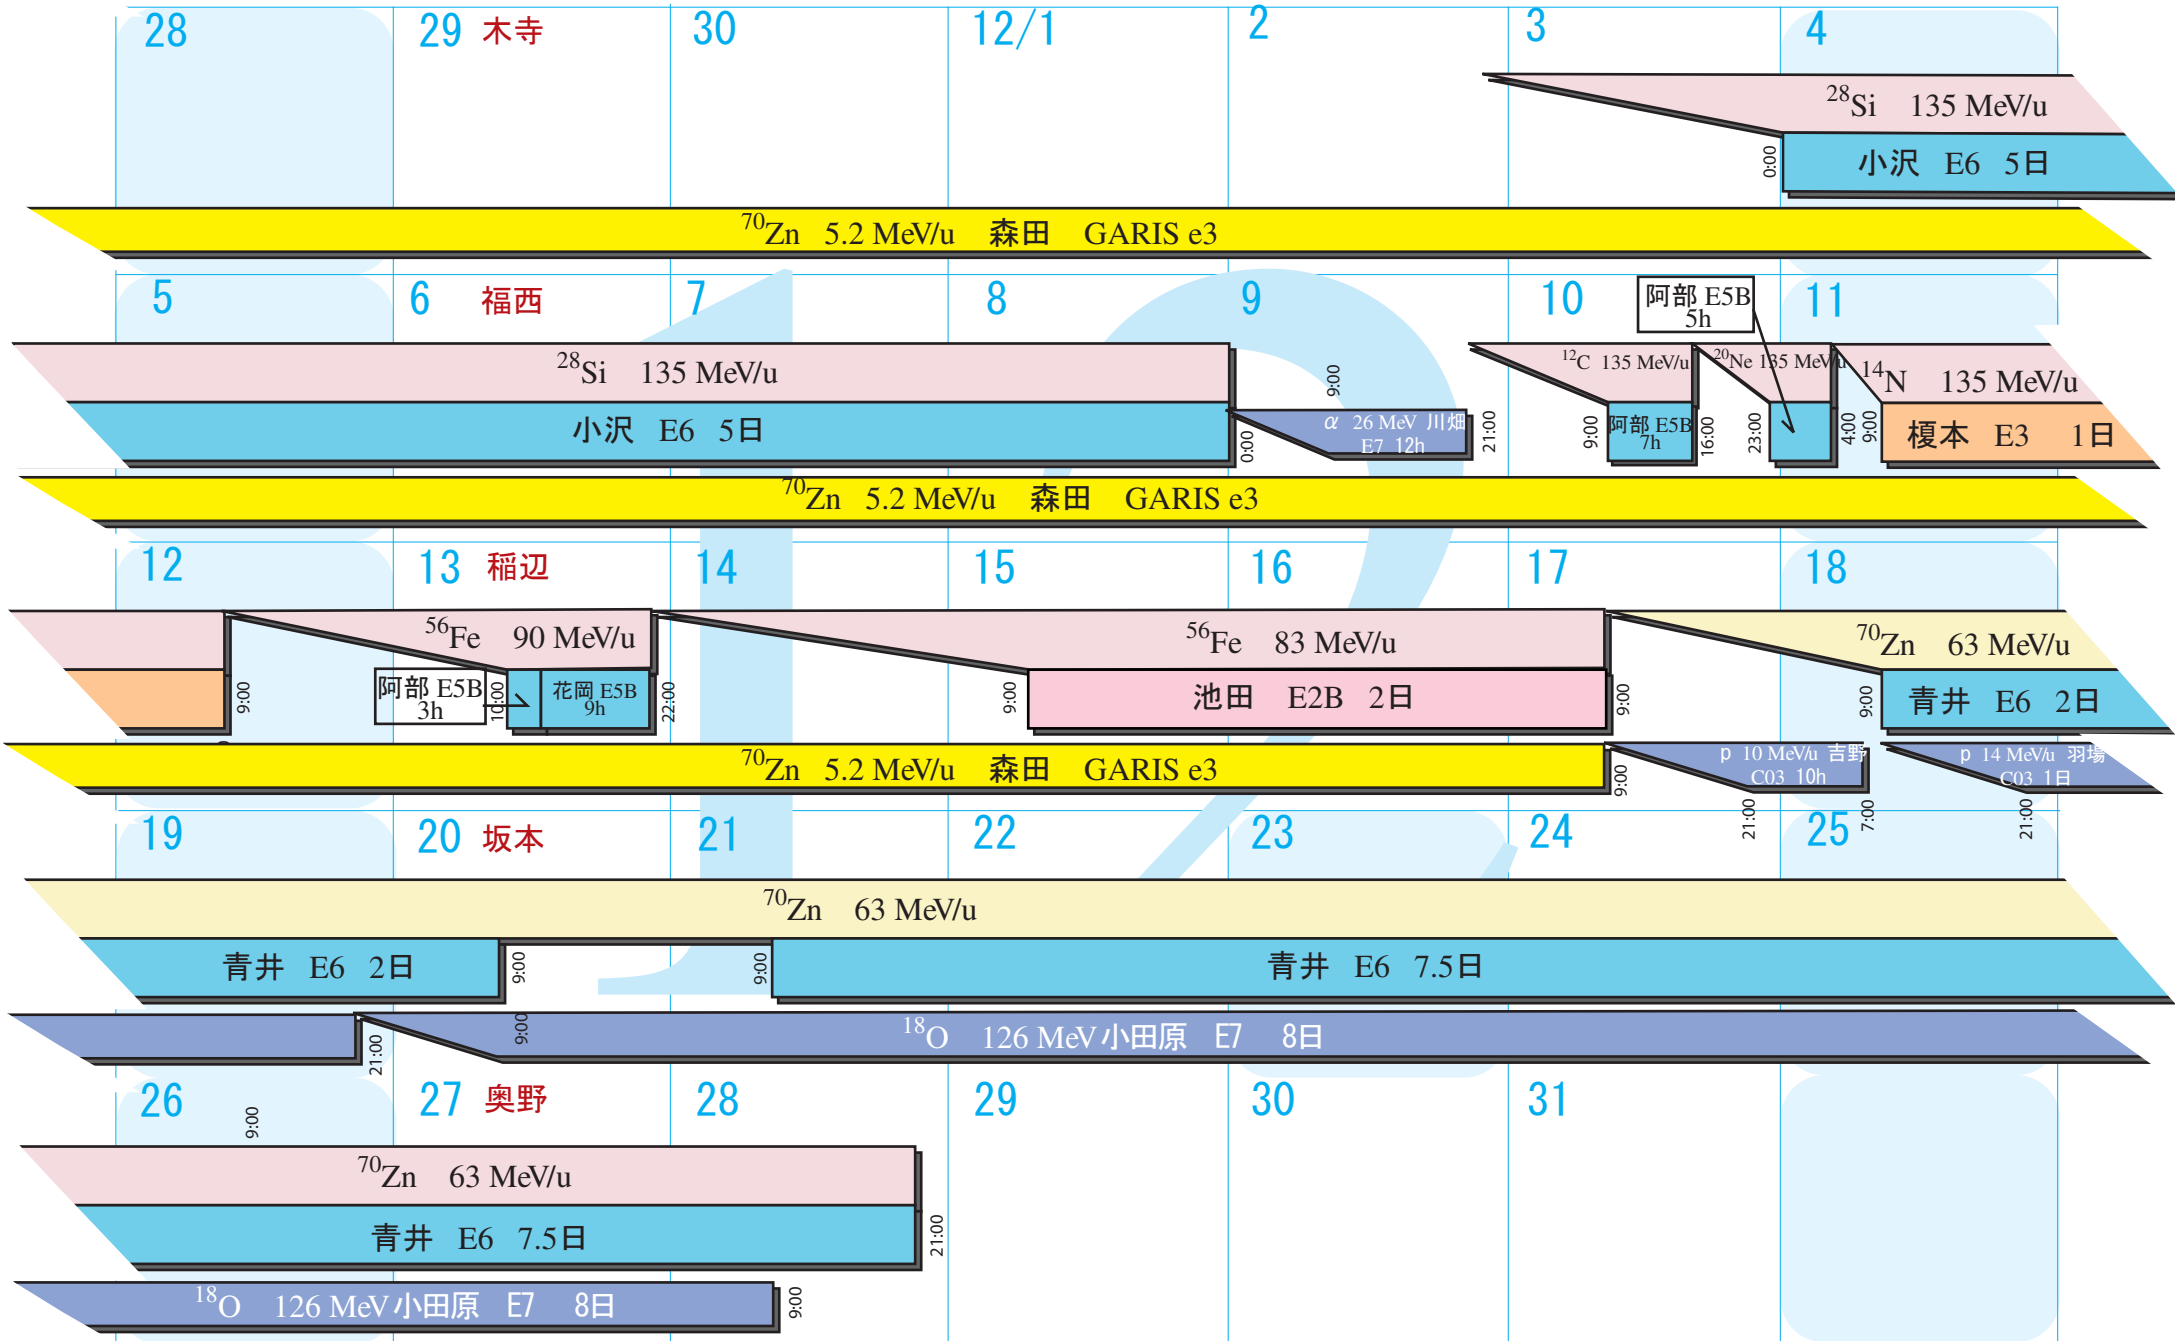 28
29 木寺
30
12/1
2
3
4
²⁸Si 135 MeV/u
0:00
小沢 E6 5日
⁷⁰Zn 5.2 MeV/u 森田 GARIS e3
5
6 福西
7
8
9
10
阿部 E5B
5h
11
²⁸Si 135 MeV/u
9:00
¹²C 135 MeV/u
²⁰Ne 135 MeV/u
¹⁴N 135 MeV/u
小沢 E6 5日
0:00
α 26 MeV 川畑
E7 12h
21:00
9:00
阿部 E5B
7h
16:00
23:00
4:00
9:00
榎本 E3 1日
⁷⁰Zn 5.2 MeV/u 森田 GARIS e3
12
13 稲辺
14
15
16
17
18
⁵⁶Fe 90 MeV/u
⁵⁶Fe 83 MeV/u
⁷⁰Zn 63 MeV/u
9:00
阿部 E5B
3h
10:00
花岡 E5B
9h
22:00
9:00
池田 E2B 2日
9:00
9:00
青井 E6 2日
⁷⁰Zn 5.2 MeV/u 森田 GARIS e3
9:00
p 10 MeV/u 吉野
C03 10h
p 14 MeV/u 羽場
C03 1日
21:00
7:00
21:00
19
20 坂本
21
22
23
24
25
⁷⁰Zn 63 MeV/u
青井 E6 2日
9:00
9:00
青井 E6 7.5日
21:00
9:00
¹⁸O 126 MeV 小田原 E7 8日
26
27 奥野
28
29
30
31
9:00
⁷⁰Zn 63 MeV/u
青井 E6 7.5日
21:00
¹⁸O 126 MeV 小田原 E7 8日
9:00
12